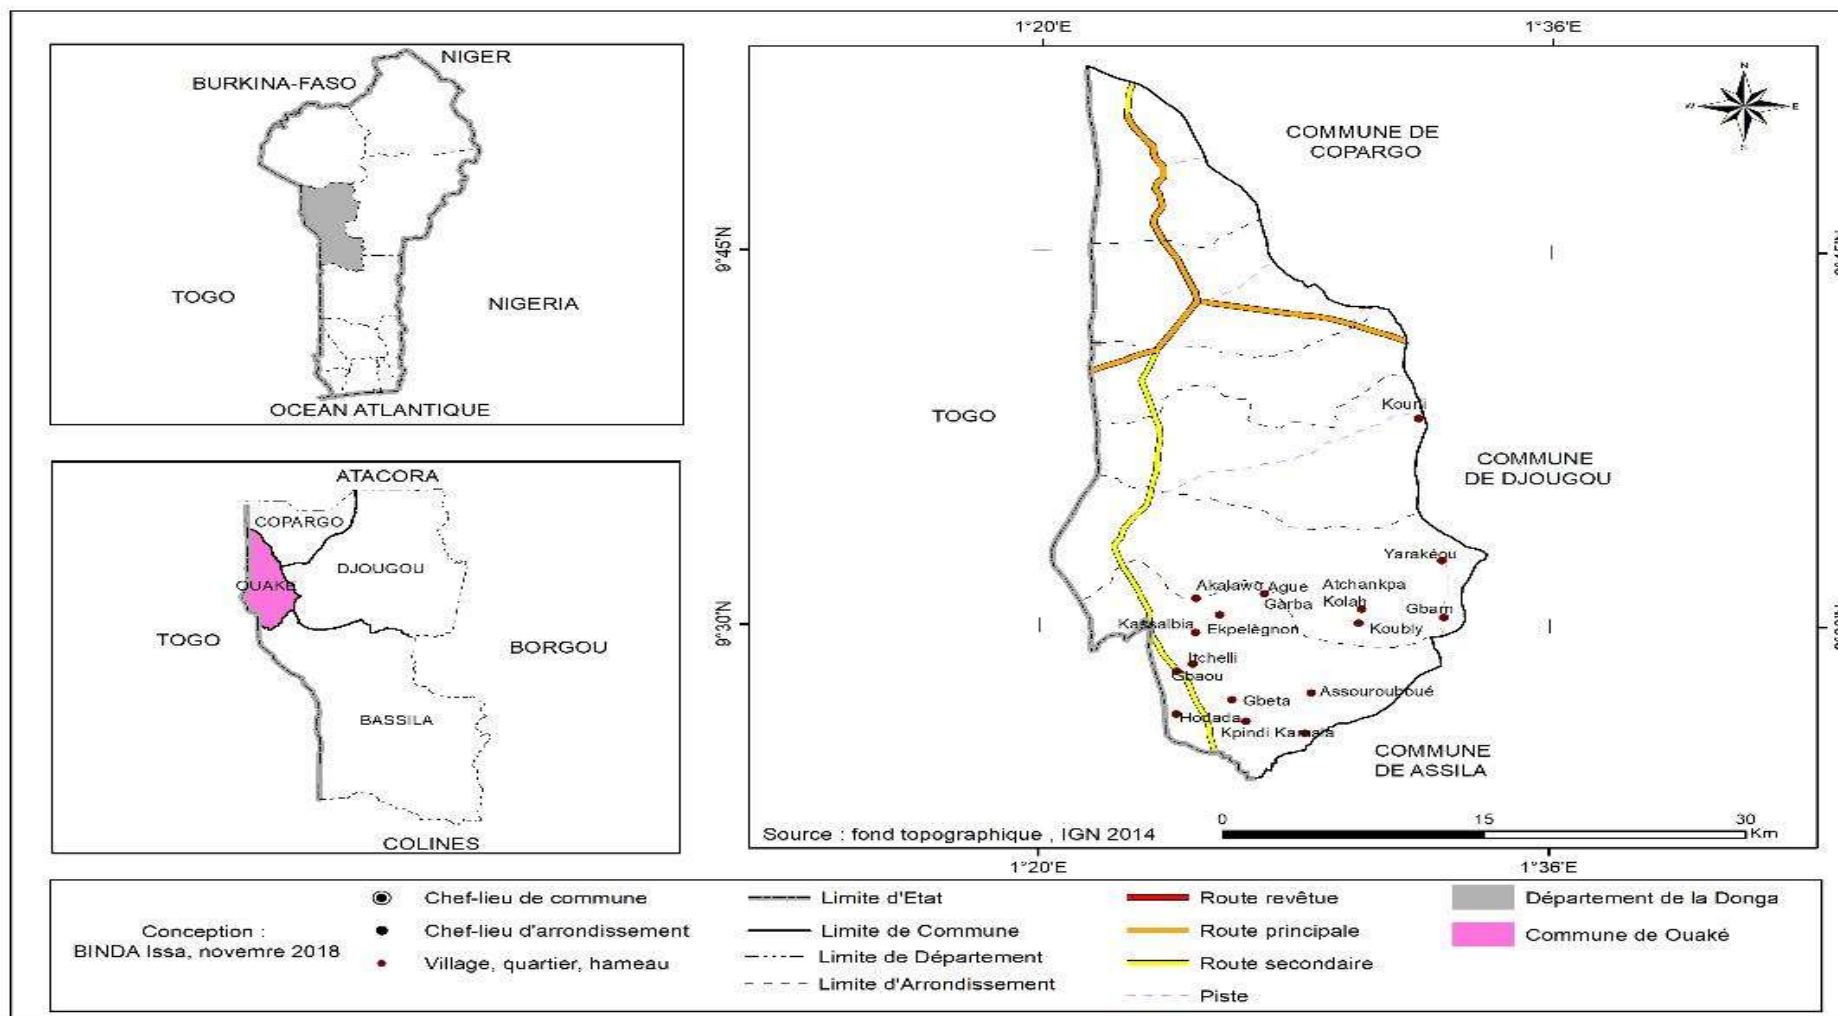 NIGER
BURKINA-FASO
TOGO
NIGERIA
OCEAN ATLANTIQUE
ATACORA
COPARGO
DJOUGOU
OUAKE
TOGO
BORGOU
BASSILA
COLINES
1°20'E
1°36'E
N
W
E
S
COMMUNE DE
COPARGO
9°45'N
TOGO
Kouni
COMMUNE
DE DJOUGOU
Yarakéou
Akalawo
Ague
Garba
Atchankpa
Kolah
Gbam
9°30'N
Kassalbia
Ekpelègnon
Koubly
Itchelli
Gbaou
Gbeta
Assourouboué
Hodada
Kpindi Kamala
COMMUNE
DE ASSILA
Source : fond topographique , IGN 2014
0
15
30
Km
1°20'E
1°36'E
Conception :
BINDA Issa, novemre 2018
Chef-lieu de commune
Chef-lieu d'arrondissement
Village, quartier, hameau
Limite d'Etat
Limite de Commune
Limite de Département
Limite d'Arrondissement
Route revêtue
Route principale
Route secondaire
Piste
Département de la Donga
Commune de Ouaké